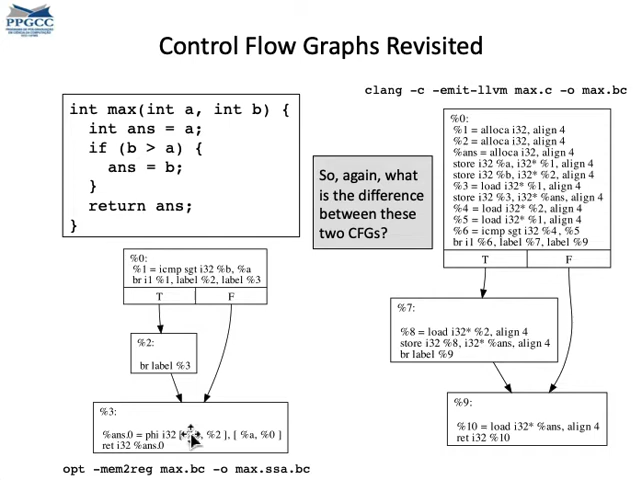 PPGCC
Control Flow Graphs Revisited
int max(int a, int b) {
int ans = a;
if (b > a) {
ans = b;
}
return ans;
}
clang -c -emit-llvm max.c -o max.bc
%0:
%1 = alloca i32, align 4
%2 = alloca i32, align 4
%ans = alloca i32, align 4
store i32 %a, i32* %1, align 4
store i32 %b, i32* %2, align 4
%3 = load i32* %1, align 4
store i32 %3, i32* %ans, align 4
%4 = load i32* %2, align 4
%5 = load i32* %1, align 4
%6 = icmp sgt i32 %4, %5
br i1 %6, label %7, label %9
T F
So, again, what
is the difference
between these
two CFGs?
%0:
%1 = icmp sgt i32 %b, %a
br i1 %1, label %2, label %3
T F
%2:
br label %3
%3:
%ans.0 = phi i32 [ , %2 ], [ %a, %0 ]
ret i32 %ans.0
opt -mem2reg max.bc -o max.ssa.bc
%7:
%8 = load i32* %2, align 4
store i32 %8, i32* %ans, align 4
br label %9
%9:
%10 = load i32* %ans, align 4
ret i32 %10